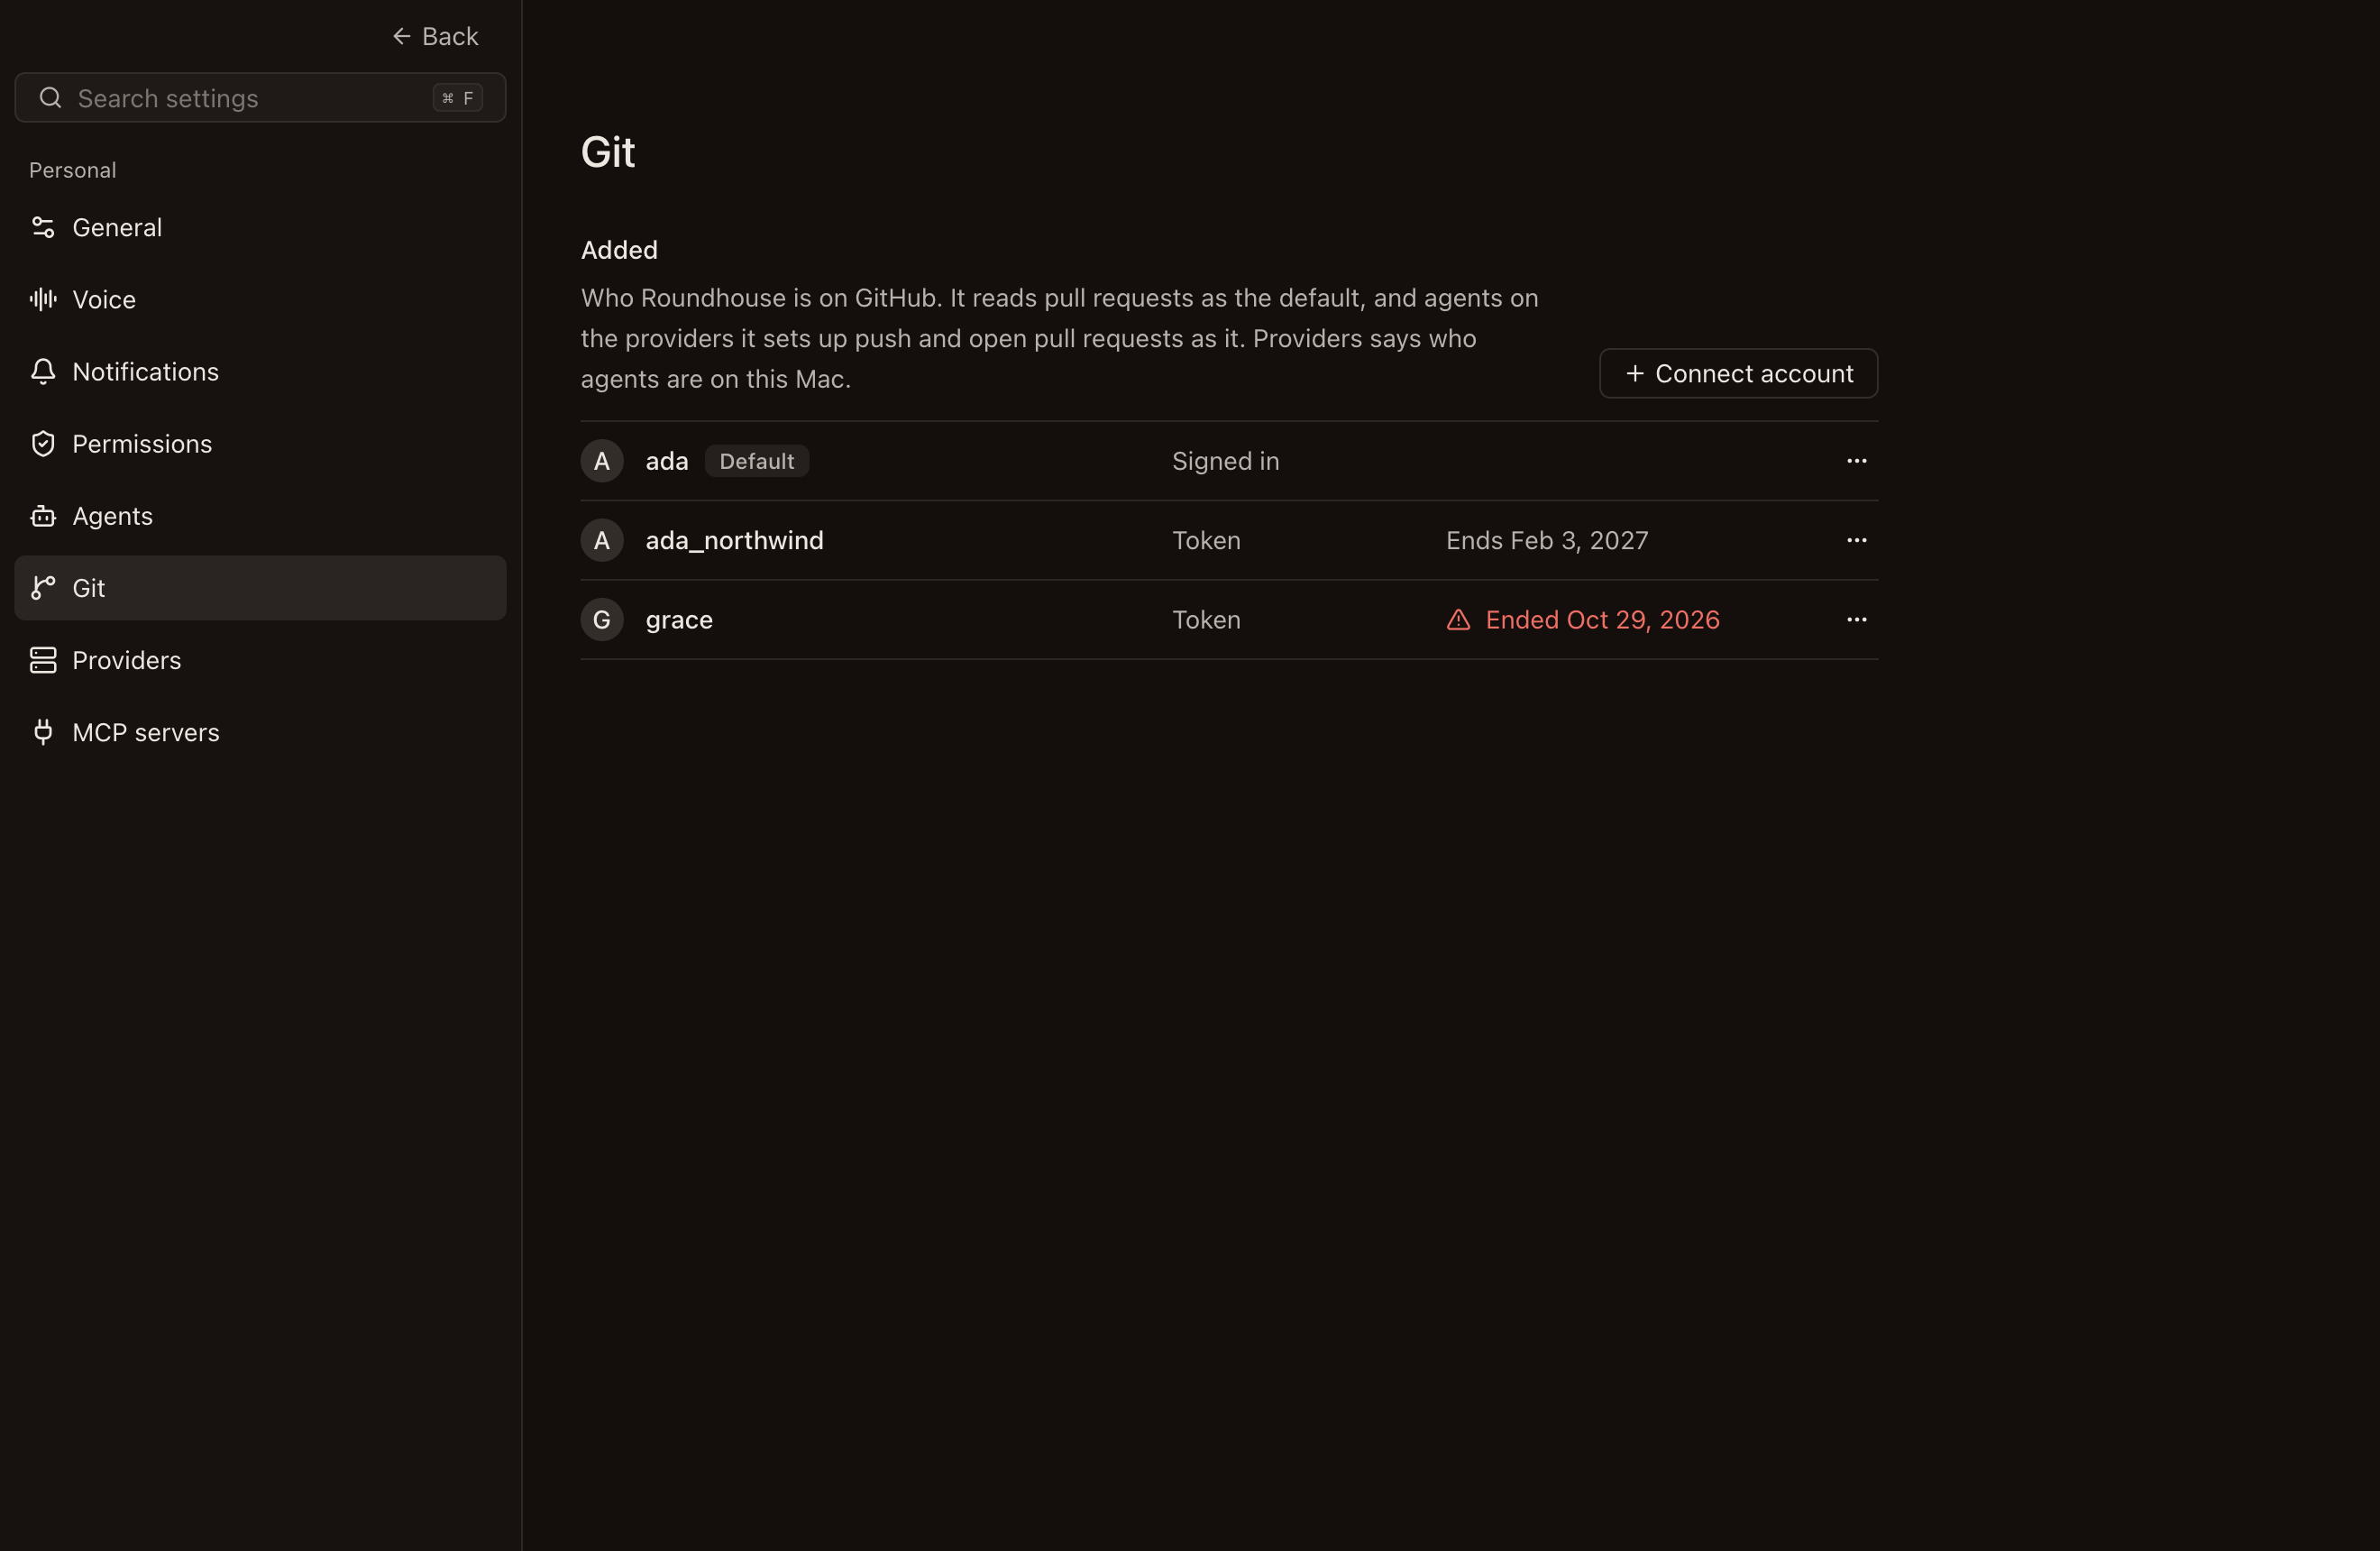 Back
Search settings
⌘ F
Personal
General
Voice
Notifications
Permissions
Agents
Git
Providers
MCP servers
Git
Added
Who Roundhouse is on GitHub. It reads pull requests as the default, and agents on
the providers it sets up push and open pull requests as it. Providers says who
agents are on this Mac.
Connect account
A ada Default Signed in
A ada_northwind Token Ends Feb 3, 2027
G grace Token Ended Oct 29, 2026